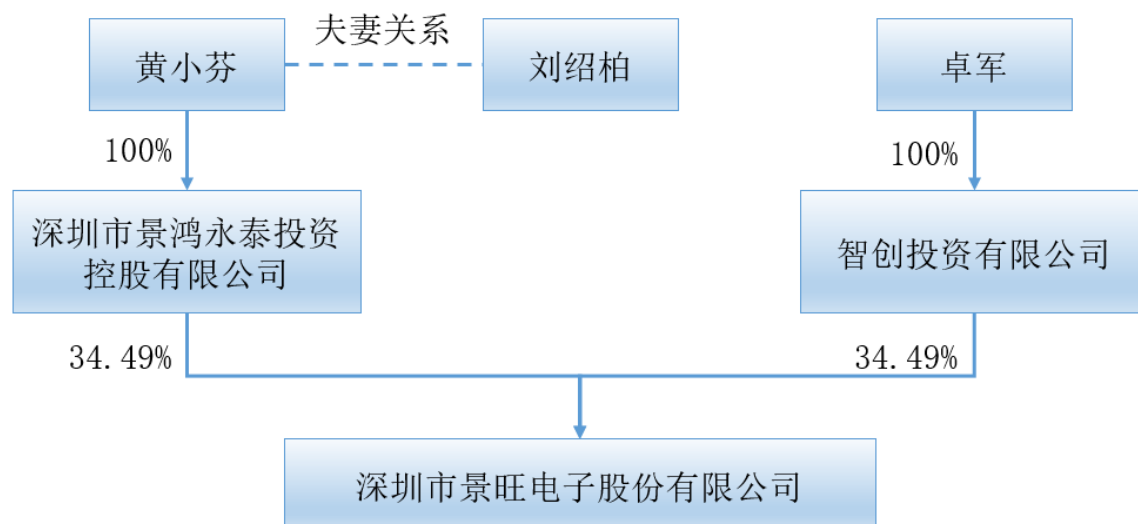 夫妻关系
黄小芬
刘绍柏
卓军
100%
100%
深圳市景鸿永泰投资
控股有限公司
智创投资有限公司
34.49%
34.49%
深圳市景旺电子股份有限公司